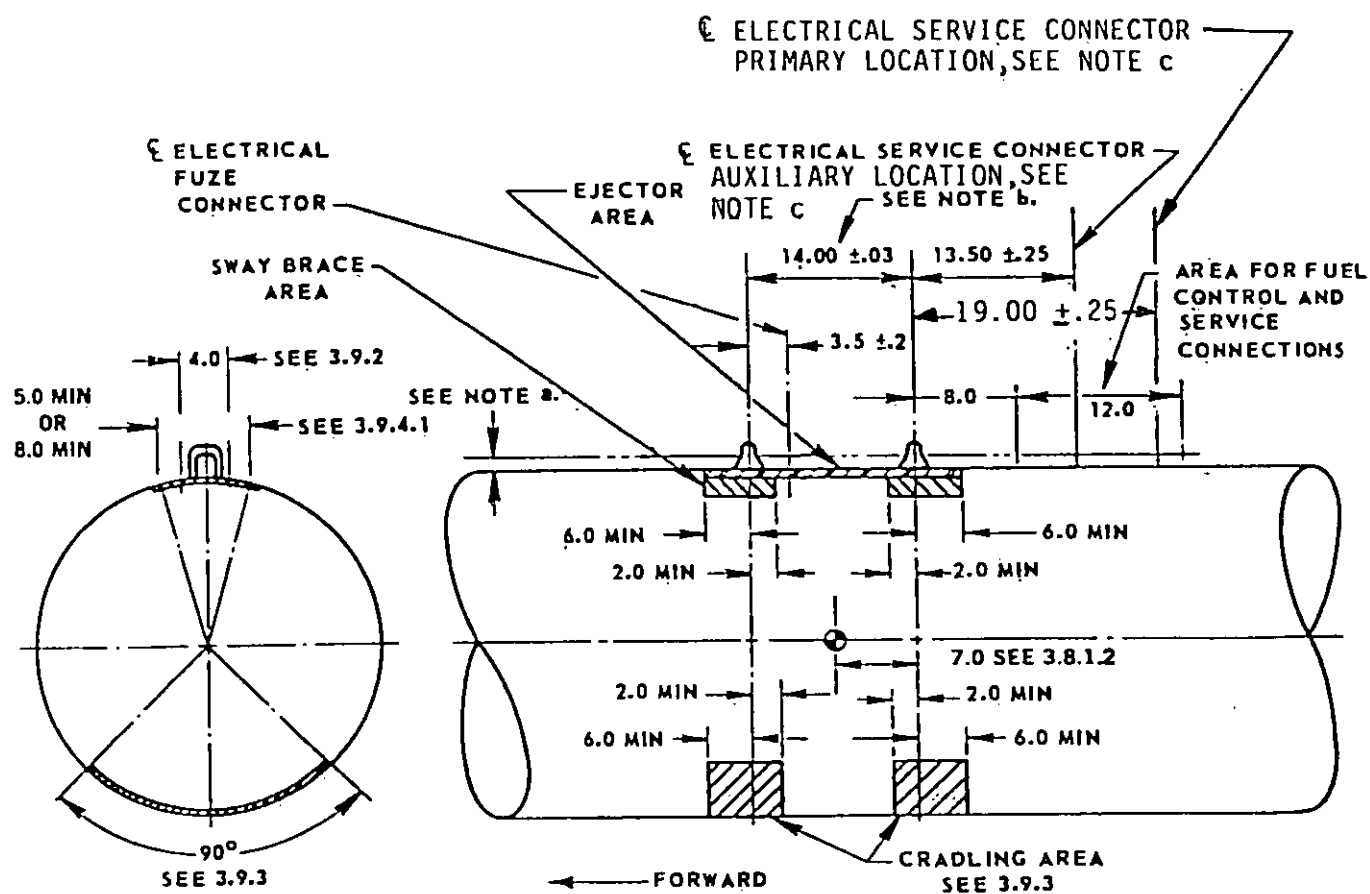 ℄ ELECTRICAL SERVICE CONNECTOR
PRIMARY LOCATION,SEE NOTE c
℄ ELECTRICAL
FUZE
CONNECTOR
℄ ELECTRICAL SERVICE CONNECTOR
AUXILIARY LOCATION,SEE
NOTE c
EJECTOR
AREA
SEE NOTE b.
SWAY BRACE
AREA
14.00 ±.03
13.50 ±.25
AREA FOR FUEL
CONTROL AND
SERVICE
CONNECTIONS
19.00 ±.25
3.5 ±.2
4.0
SEE 3.9.2
5.0 MIN
OR
8.0 MIN
SEE 3.9.4.1
SEE NOTE a.
8.0
12.0
6.0 MIN
6.0 MIN
2.0 MIN
2.0 MIN
7.0 SEE 3.8.1.2
2.0 MIN
2.0 MIN
6.0 MIN
6.0 MIN
90°
SEE 3.9.3
FORWARD
CRADLING AREA
SEE 3.9.3